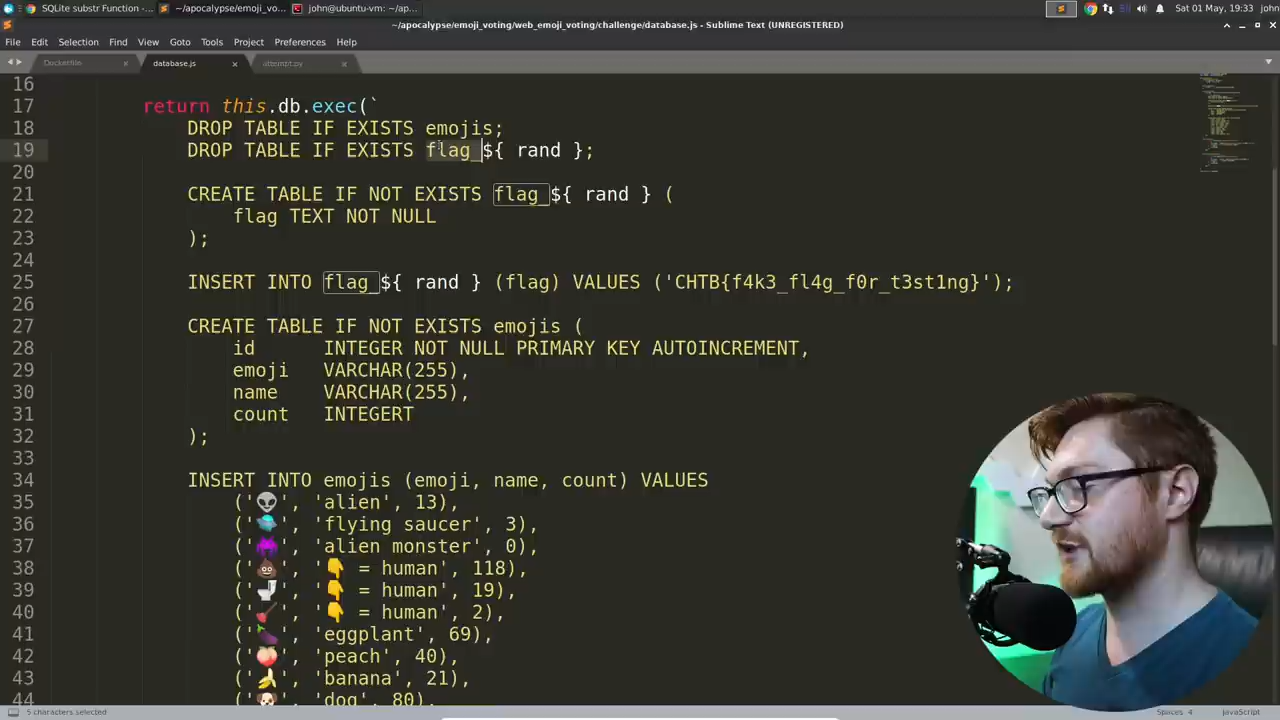 SQLite substr Function -...
~/apocalypse/emoji_vo...
john@ubuntu-vm: ~/ap...
Sat 01 May, 19:33 john
~/apocalypse/emoji_voting/web_emoji_voting/challenge/database.js - Sublime Text (UNREGISTERED)
File Edit Selection Find View Goto Tools Project Preferences Help
Dockerfile × database.js × attempt.py ×
16
17 return this.db.exec(`
18 DROP TABLE IF EXISTS emojis;
19 DROP TABLE IF EXISTS flag_${ rand };
20
21 CREATE TABLE IF NOT EXISTS flag_${ rand } (
22 flag TEXT NOT NULL
23 );
24
25 INSERT INTO flag_${ rand } (flag) VALUES ('CHTB{f4k3_fl4g_f0r_t3st1ng}');
26
27 CREATE TABLE IF NOT EXISTS emojis (
28 id INTEGER NOT NULL PRIMARY KEY AUTOINCREMENT,
29 emoji VARCHAR(255),
30 name VARCHAR(255),
31 count INTEGERT
32 );
33
34 INSERT INTO emojis (emoji, name, count) VALUES
35 ('👽', 'alien', 13),
36 ('🛸', 'flying saucer', 3),
37 ('👾', 'alien monster', 0),
38 ('💩', '👇 = human', 118),
39 ('🚽', '👇 = human', 19),
40 ('🪠', '👇 = human', 2),
41 ('🍆', 'eggplant', 69),
42 ('🍑', 'peach', 40),
43 ('🍌', 'banana', 21),
44 ('🐶', 'dog', 80),
5 characters selected
Spaces: 4 JavaScript